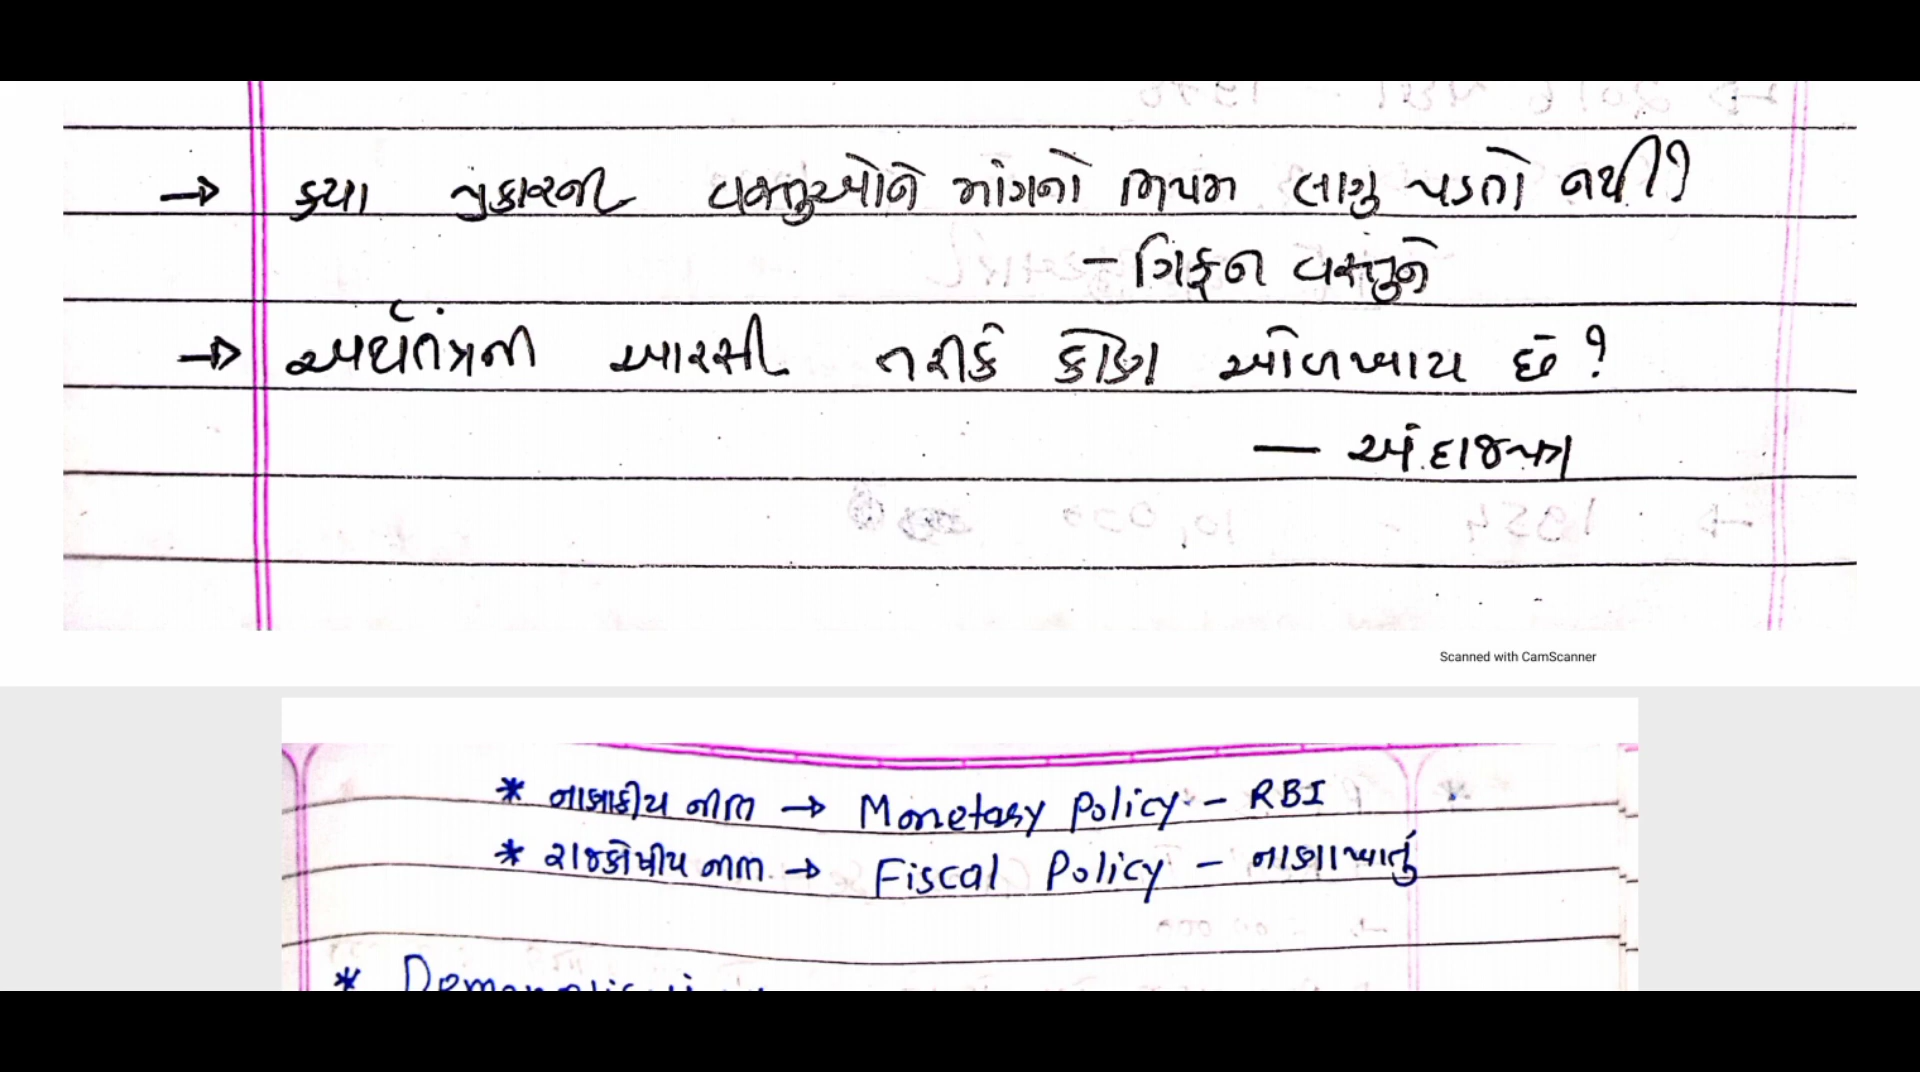 → કયા પ્રકારની વસ્તુઓને માંગનો નિયમ લાગુ પડતો નથી?
- ગિફન વસ્તુને
→ અર્થતંત્રની આરસી તરીકે કોણ ઓળખાય છે?
— અંદાજપત્ર
Scanned with CamScanner
* નાણાકીય નીતિ → Monetary Policy - RBI
* રાજકોષીય નીતિ → Fiscal Policy - નાણાખાતું